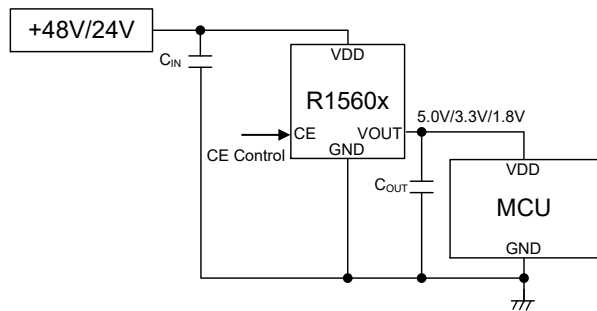 +48V/24V
CIN
VDD
R1560x
5.0V/3.3V/1.8V
CE
VOUT
CE Control
GND
VDD
COUT
MCU
GND